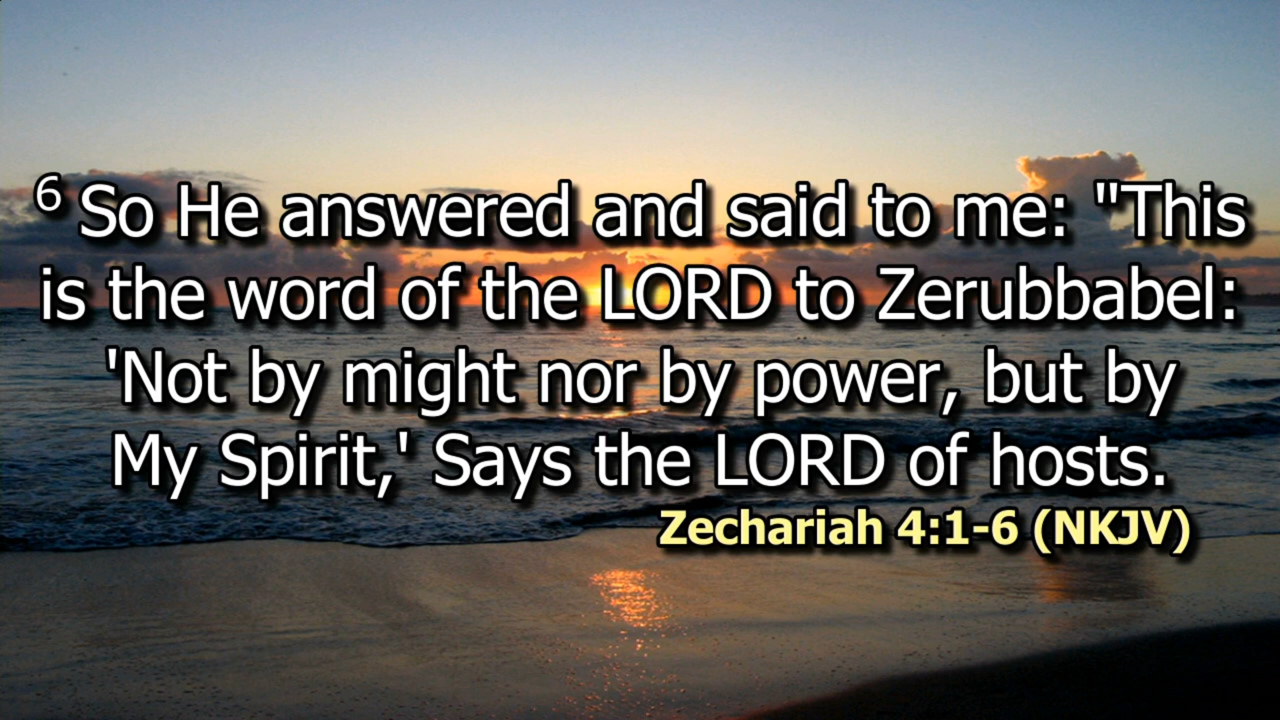 6 So He answered and said to me: "This
is the word of the LORD to Zerubbabel:
'Not by might nor by power, but by
My Spirit,' Says the LORD of hosts.
Zechariah 4:1-6 (NKJV)